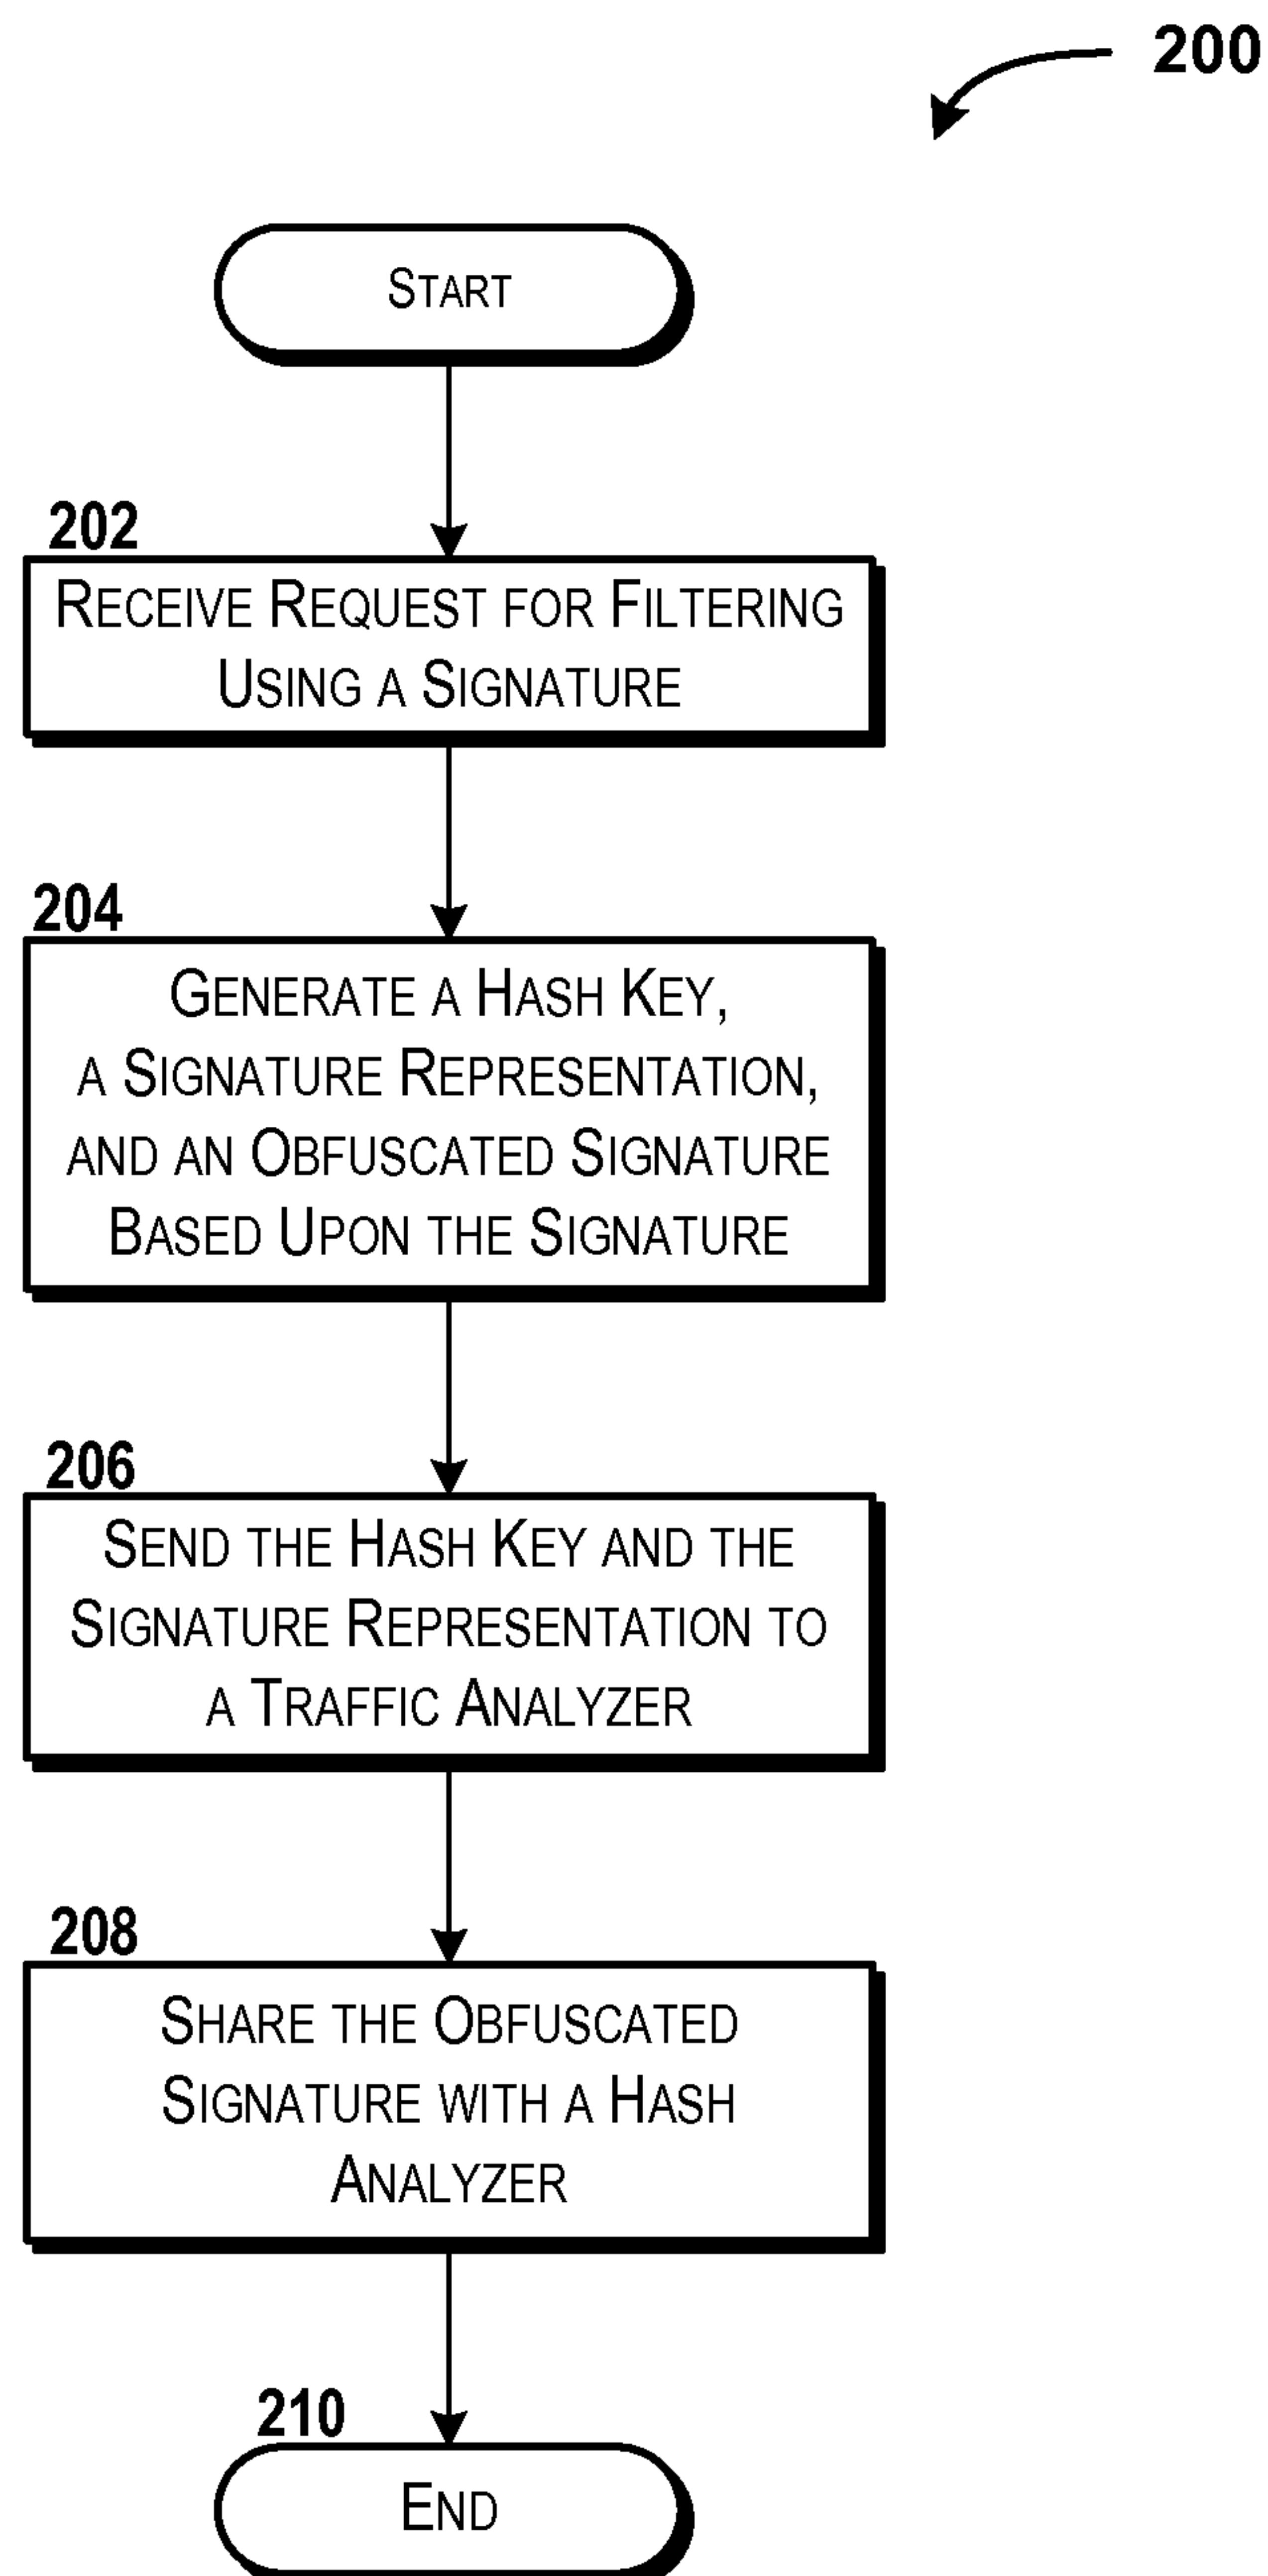 200
START
202
RECEIVE REQUEST FOR FILTERING
USING A SIGNATURE
204
GENERATE A HASH KEY,
A SIGNATURE REPRESENTATION,
AND AN OBFUSCATED SIGNATURE
BASED UPON THE SIGNATURE
206
SEND THE HASH KEY AND THE
SIGNATURE REPRESENTATION TO
A TRAFFIC ANALYZER
208
SHARE THE OBFUSCATED
SIGNATURE WITH A HASH
ANALYZER
210
END